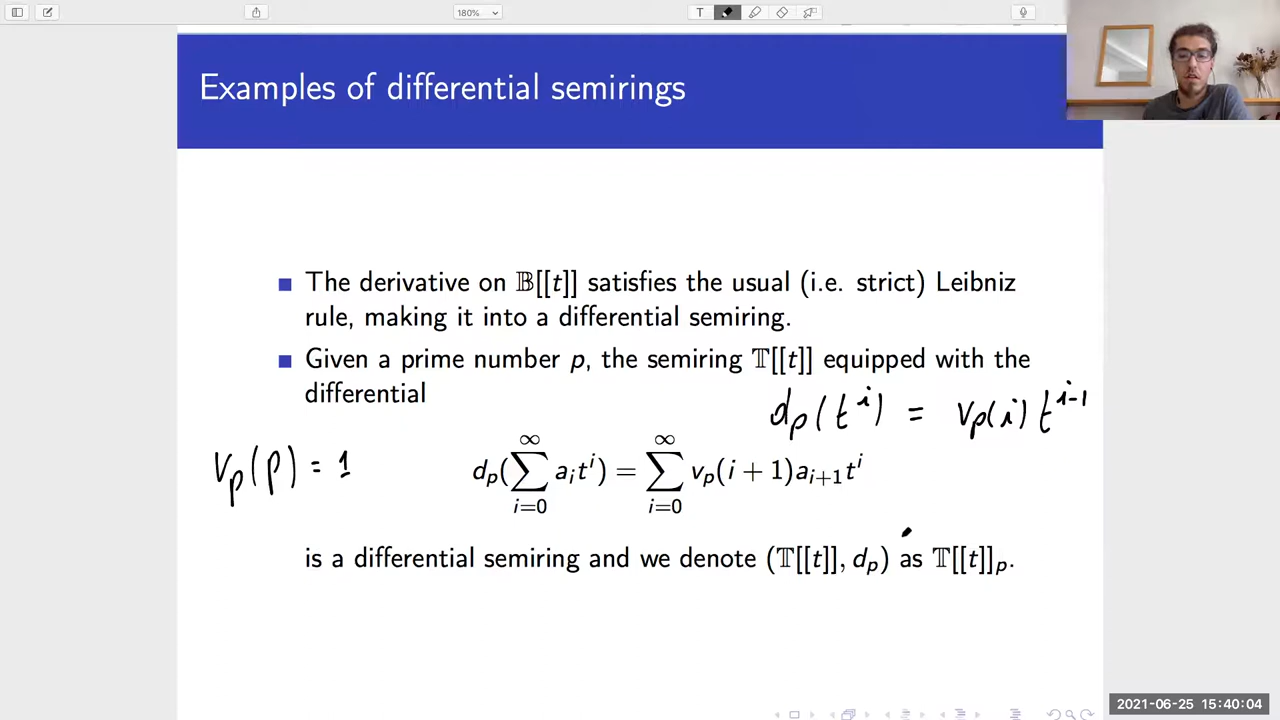 180%
T
Examples of differential semirings
The derivative on 𝔹[[t]] satisfies the usual (i.e. strict) Leibniz
rule, making it into a differential semiring.
Given a prime number p, the semiring 𝕋[[t]] equipped with the
differential
d_p(t^i) = v_p(i) t^{i-1}
v_p(p) = 1
d_p(∑_{i=0}^{∞} a_i t^i) = ∑_{i=0}^{∞} v_p(i + 1)a_{i+1}t^i
is a differential semiring and we denote (𝕋[[t]], d_p) as 𝕋[[t]]_p.
2021-06-25 15:40:04